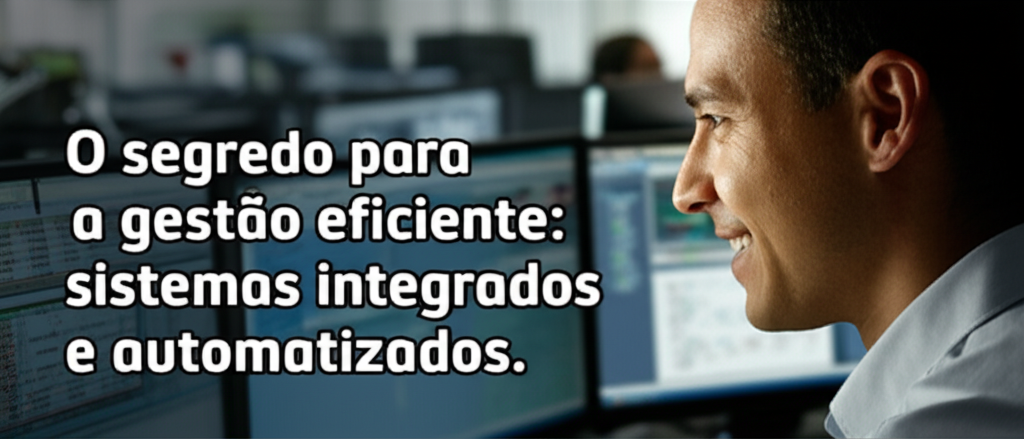 O segredo para
a gestão eficiente:
sistemas integrados
e automatizados.